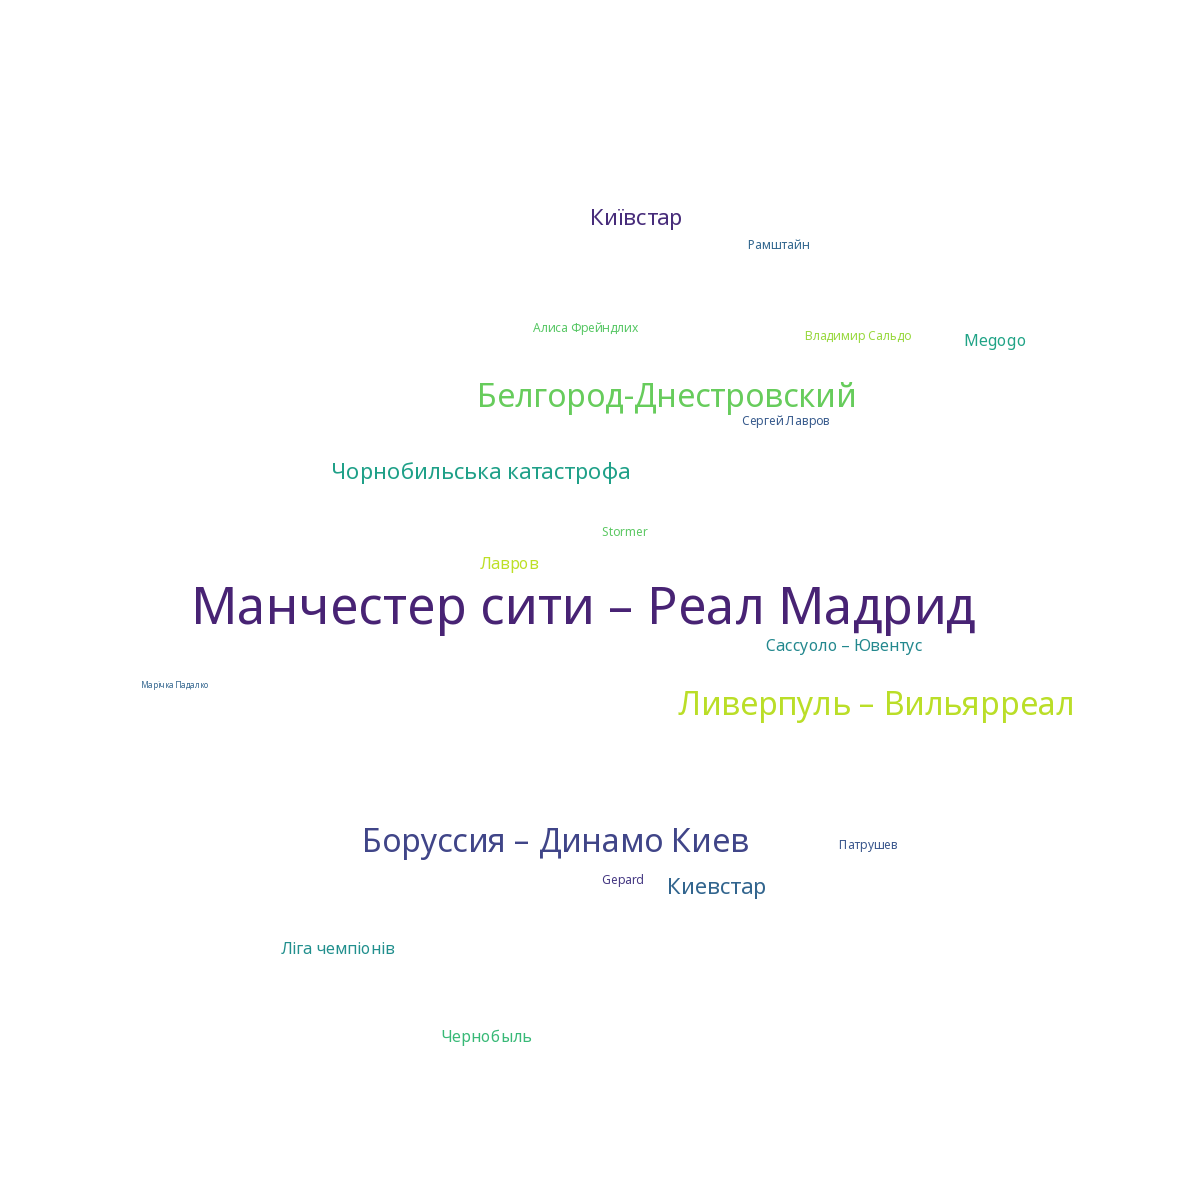 Київстар
Рамштайн
Алиса Фрейндлих
Владимир Сальдо
Megogo
Белгород-Днестровский
Сергей Лавров
Чорнобильська катастрофа
Stormer
Лавров
Манчестер сити – Реал Мадрид
Сассуоло – Ювентус
Марічка Падалко
Ливерпуль – Вильярреал
Боруссия – Динамо Киев
Патрушев
Gepard
Киевстар
Ліга чемпіонів
Чернобыль